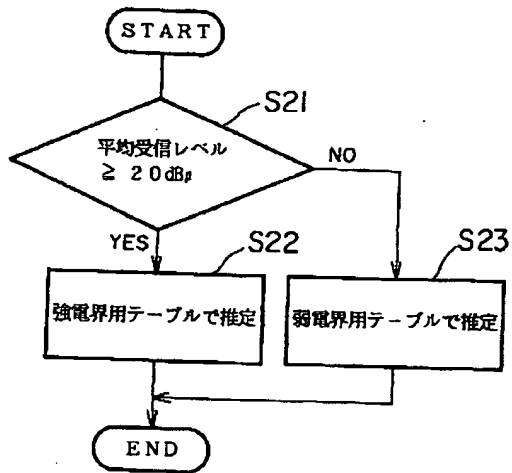 START
S21
平均受信レベル
≧ 20dBμ
NO
YES
S22
S23
強電界用テーブルで推定
弱電界用テーブルで推定
END